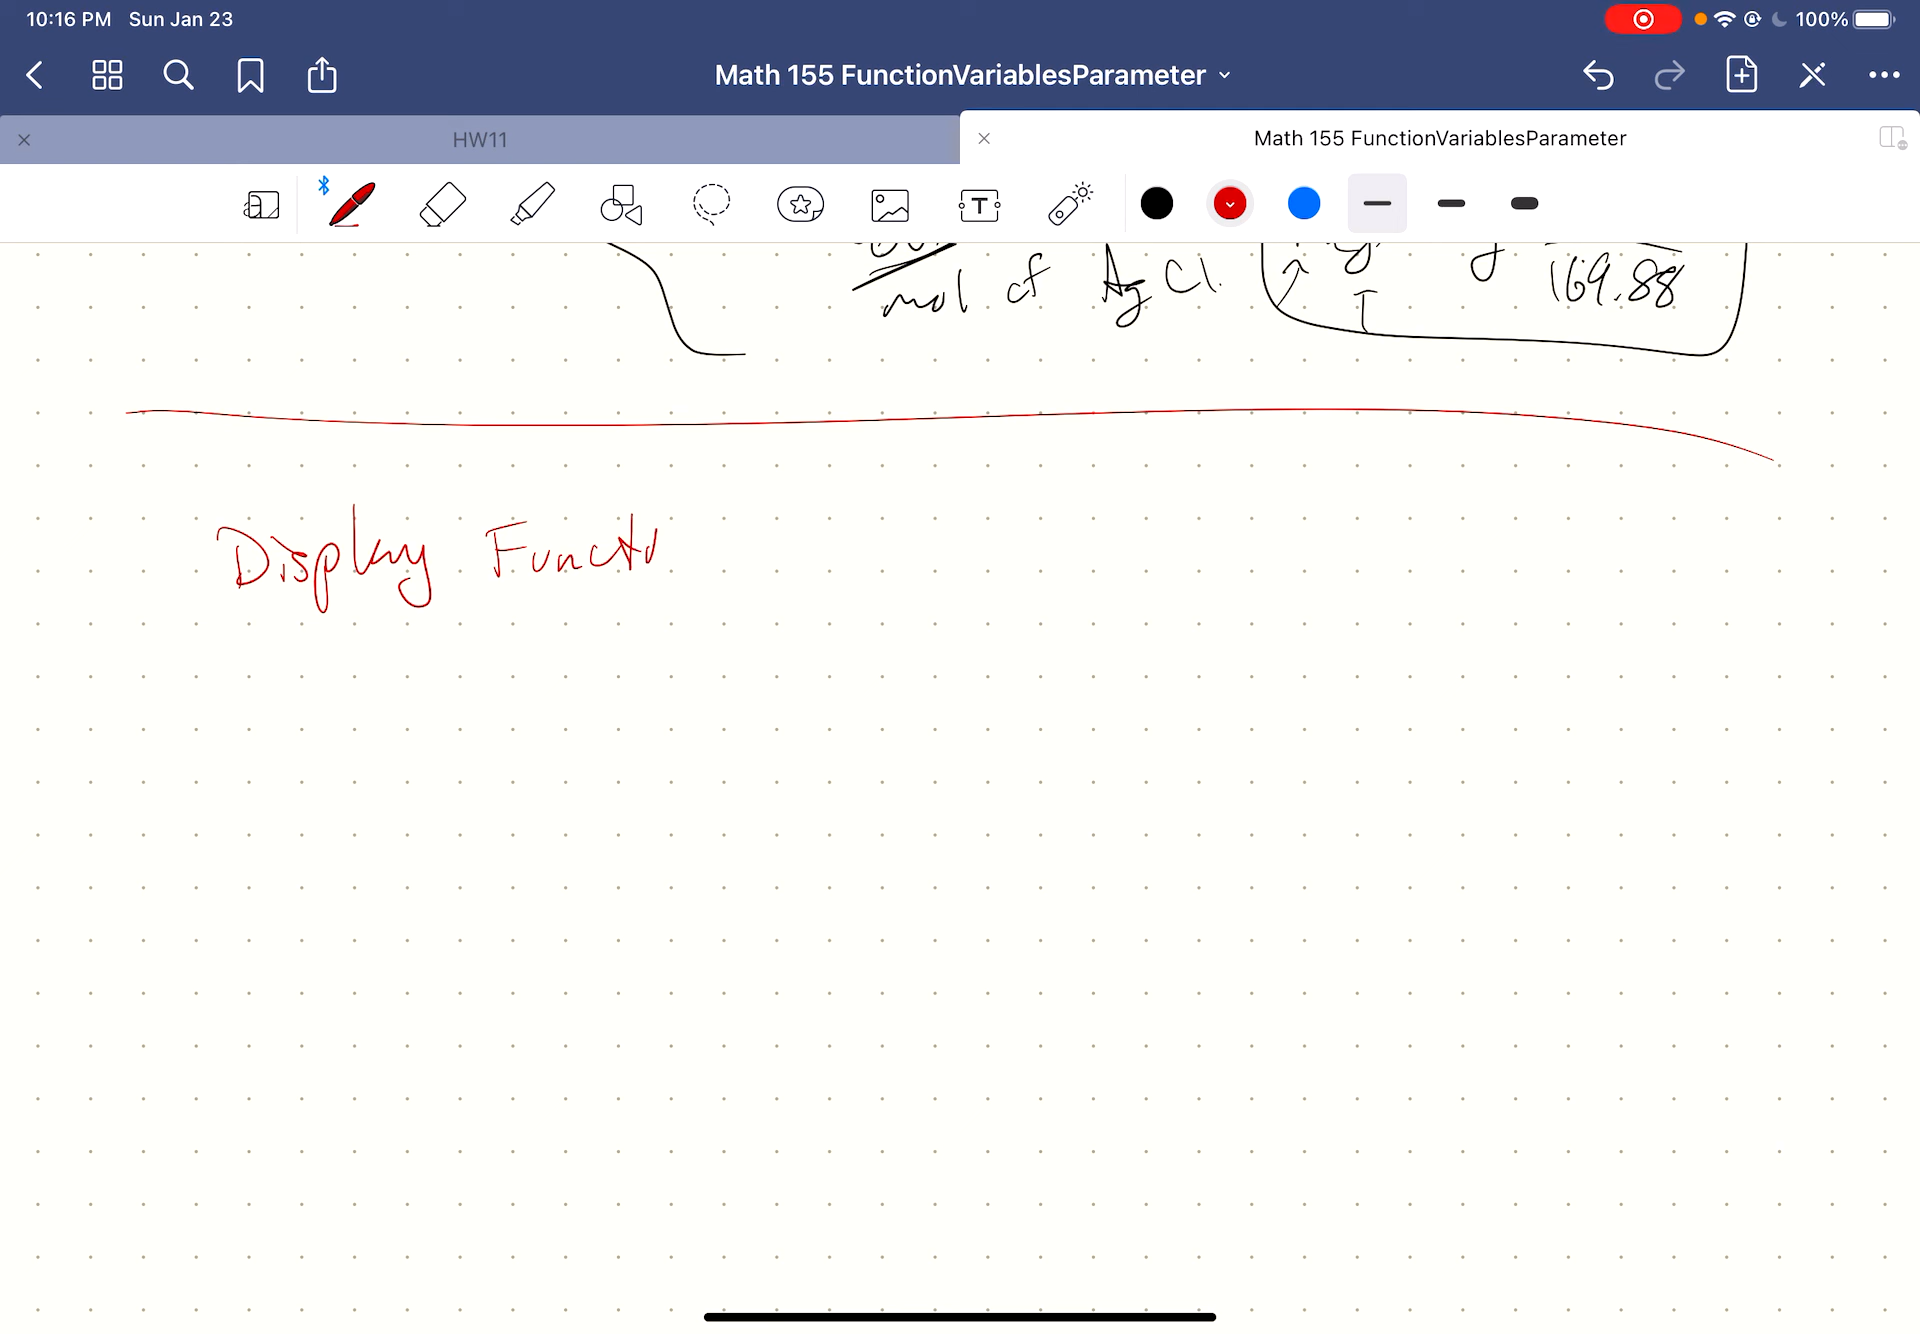 10:16 PM Sun Jan 23
100%
Math 155 FunctionVariablesParameter
HW11
Math 155 FunctionVariablesParameter
T
mol of AgCl.
169.88
Display Functi